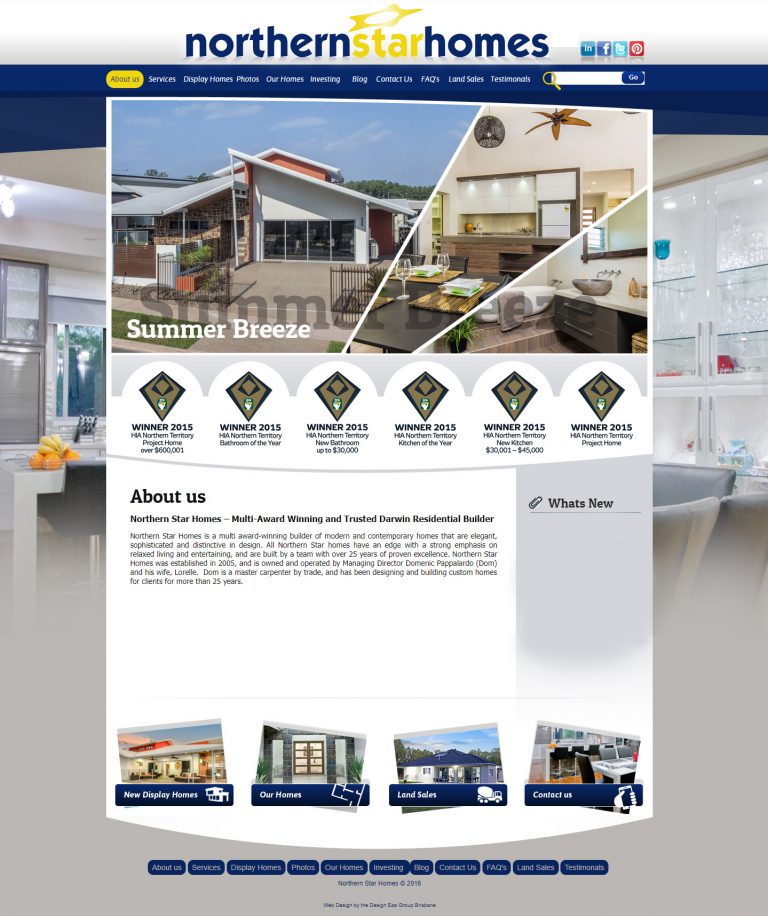 northernstarhomes
in f t p
About us Services Display Homes Photos Our Homes Investing Blog Contact Us FAQ's Land Sales Testimonials Go
Summer Breeze
Summer Breeze
WINNER 2015
HIA Northern Territory
Project Home
over $600,001
WINNER 2015
HIA Northern Territory
Bathroom of the Year
WINNER 2015
HIA Northern Territory
New Bathroom
up to $30,000
WINNER 2015
HIA Northern Territory
Kitchen of the Year
WINNER 2015
HIA Northern Territory
New Kitchen
$30,001 – $45,000
WINNER 2015
HIA Northern Territory
Project Home
About us
Northern Star Homes – Multi-Award Winning and Trusted Darwin Residential Builder
Northern Star Homes is a multi award-winning builder of modern and contemporary homes that are elegant,
sophisticated and distinctive in design. All Northern Star homes have an edge with a strong emphasis on
relaxed living and entertaining, and are built by a team with over 25 years of proven excellence. Northern Star
Homes was established in 2005, and is owned and operated by Managing Director Domenic Pappalardo (Dom)
and his wife, Lorelle. Dom is a master carpenter by trade, and has been designing and building custom homes
for clients for more than 25 years.
Whats New
New Display Homes
Our Homes
Land Sales
Contact us
About us Services Display Homes Photos Our Homes Investing Blog Contact Us FAQ's Land Sales Testimonials
Northern Star Homes © 2016
Web Design by the Design Eze Group Brisbane